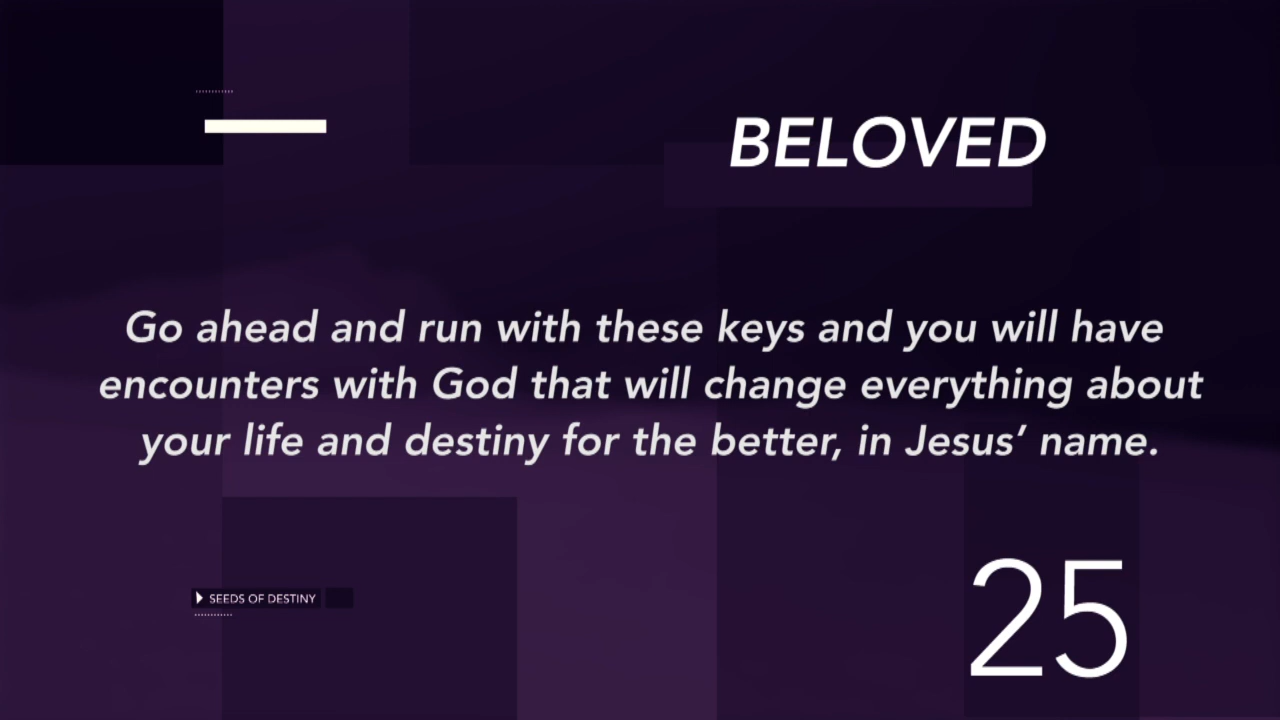 BELOVED
Go ahead and run with these keys and you will have
encounters with God that will change everything about
your life and destiny for the better, in Jesus’ name.
SEEDS OF DESTINY
25